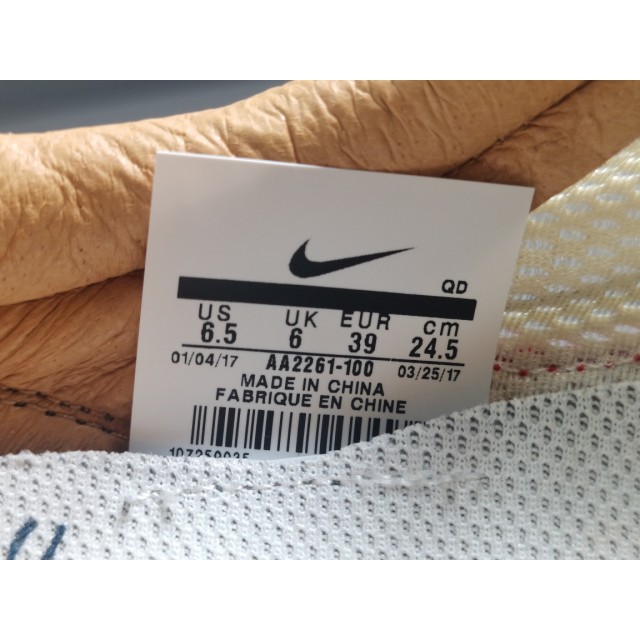 QD
US UK EUR cm
6.5 6 39 24.5
01/04/17 AA2261-100 03/25/17
MADE IN CHINA
FABRIQUE EN CHINE